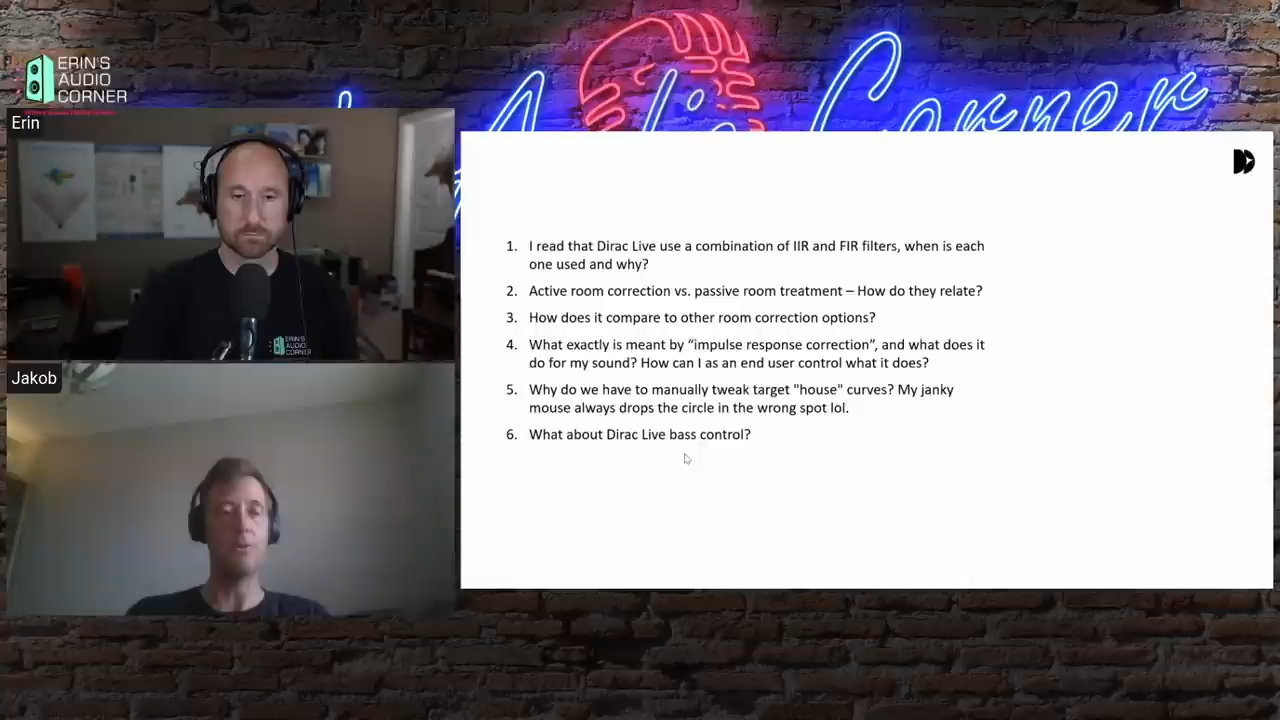 ERIN'S
AUDIO
CORNER
Erin
Jakob
ERIN'S
AUDIO
CORNER
Corner
1. I read that Dirac Live use a combination of IIR and FIR filters, when is each
one used and why?
2. Active room correction vs. passive room treatment – How do they relate?
3. How does it compare to other room correction options?
4. What exactly is meant by “impulse response correction”, and what does it
do for my sound? How can I as an end user control what it does?
5. Why do we have to manually tweak target "house" curves? My janky
mouse always drops the circle in the wrong spot lol.
6. What about Dirac Live bass control?